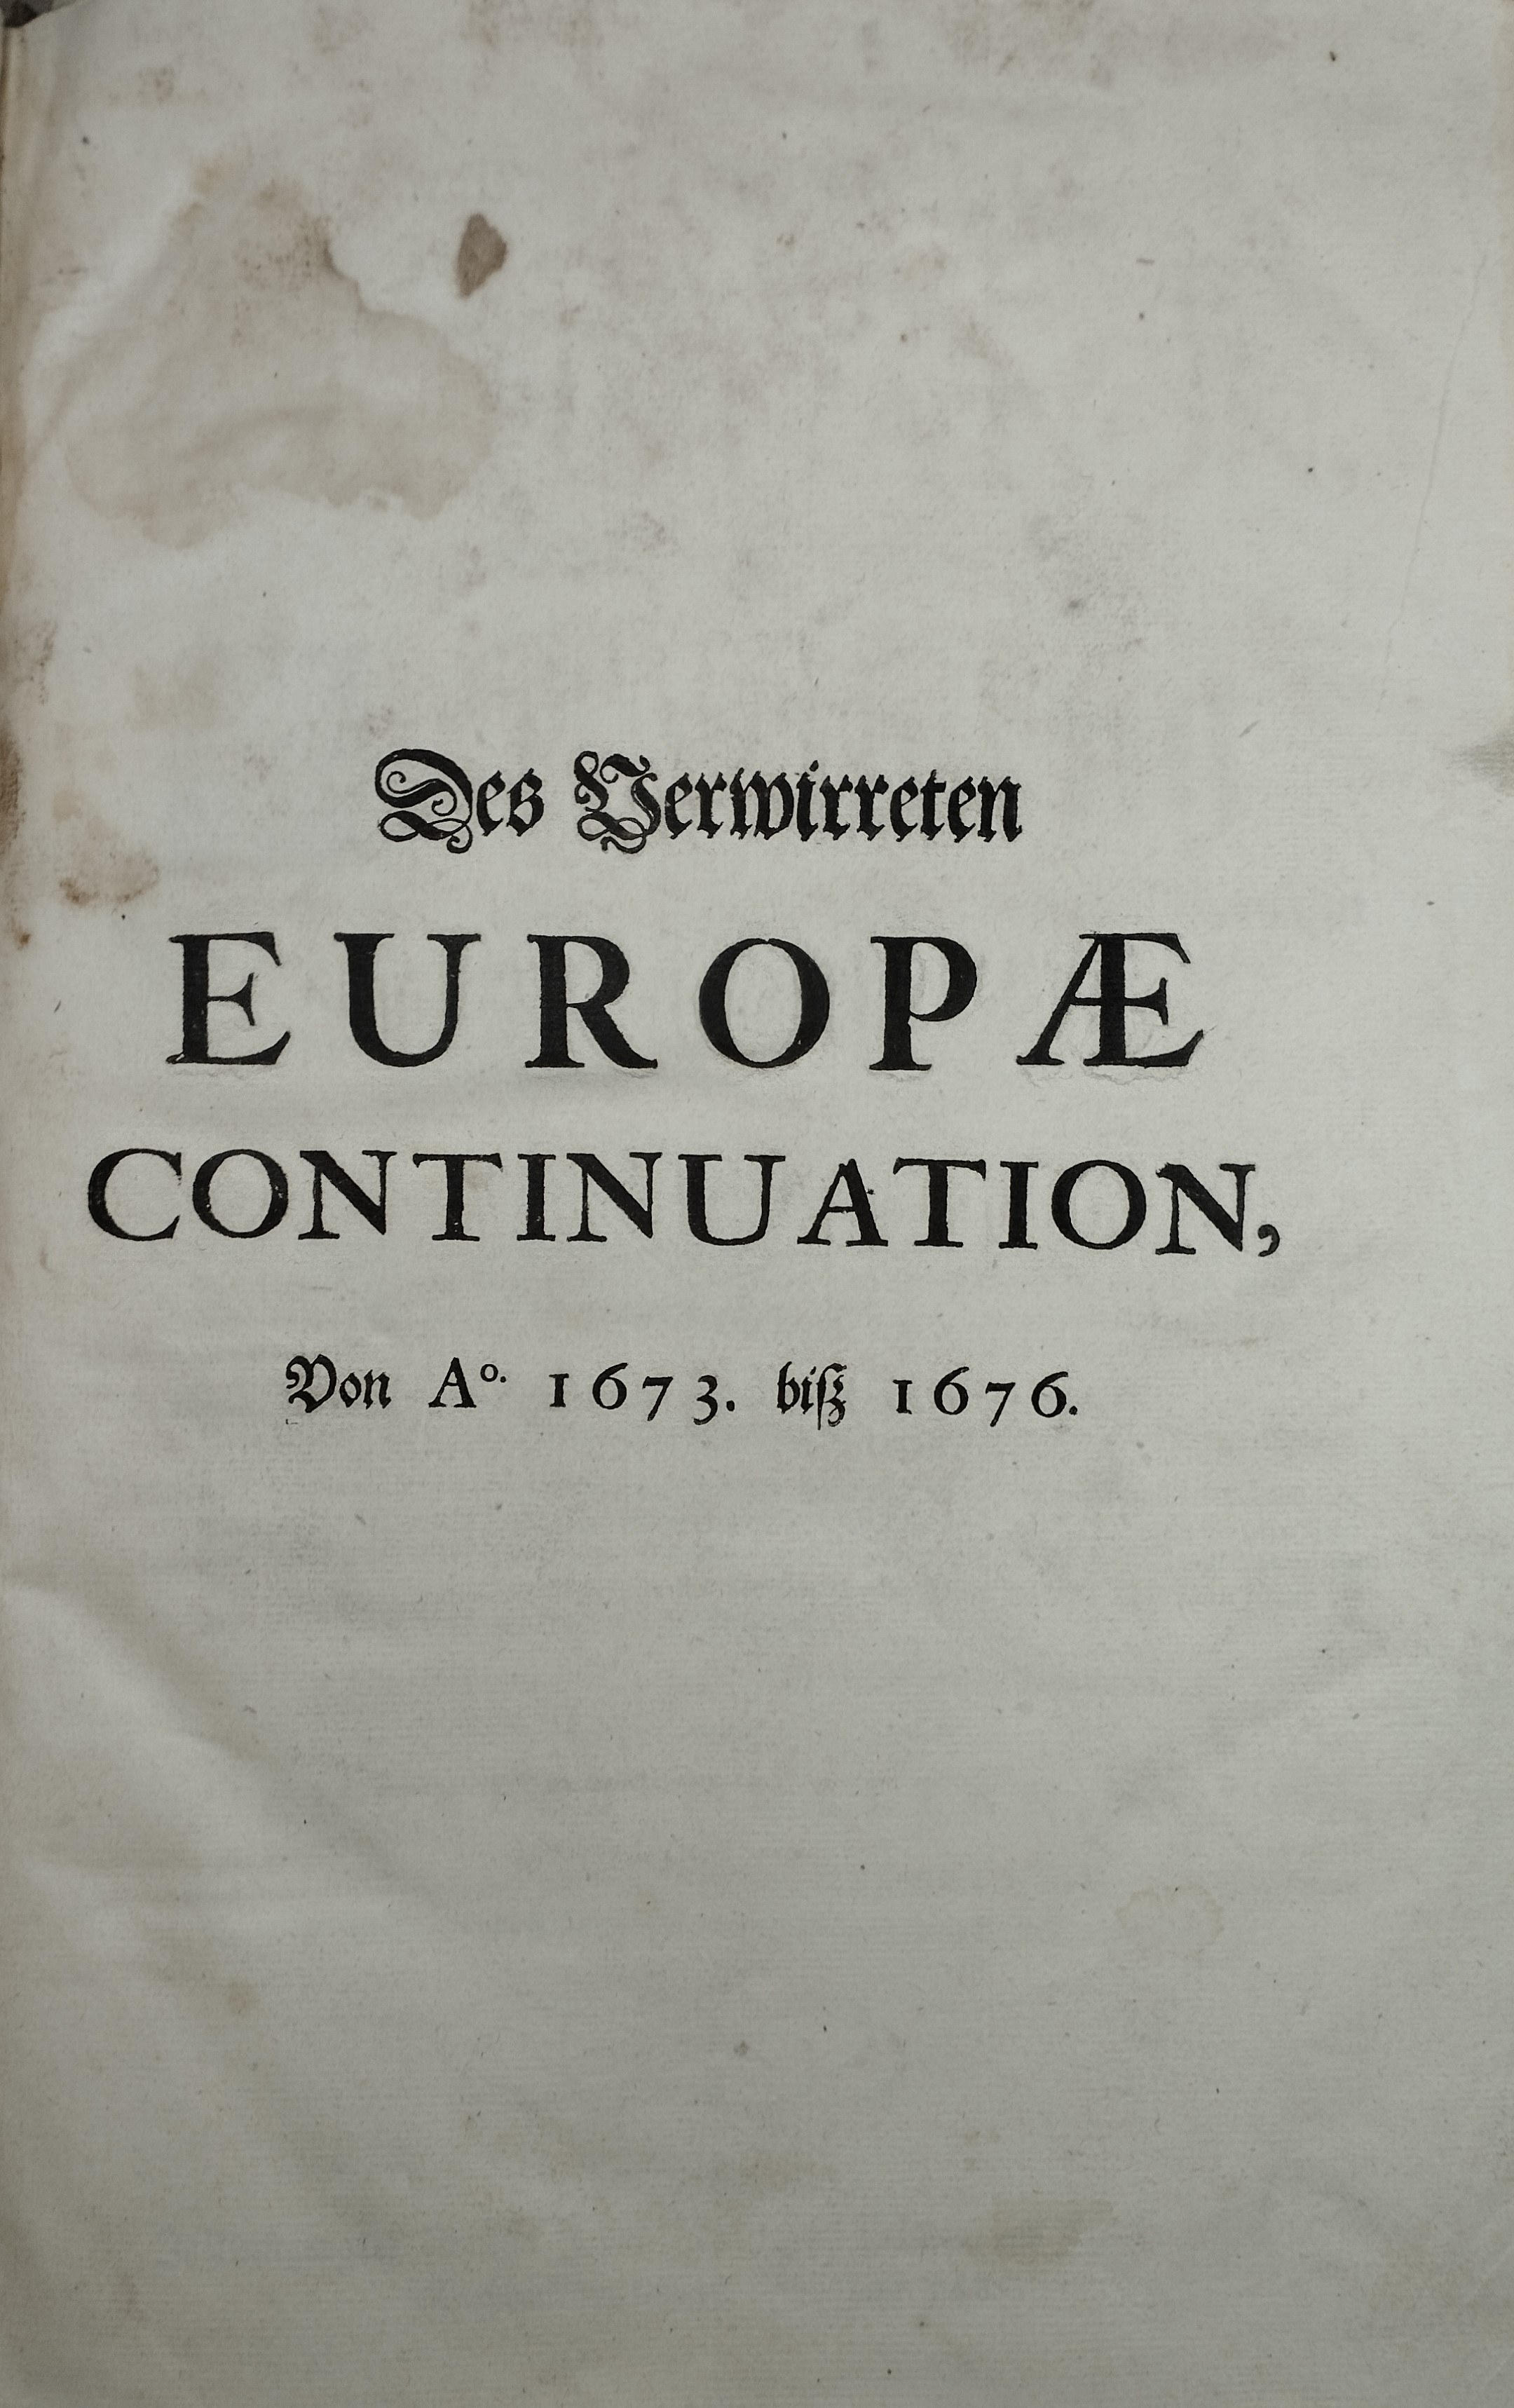 Des Verwirreten
EUROPÆ
CONTINUATION,
Von Aº. 1673. biß 1676.